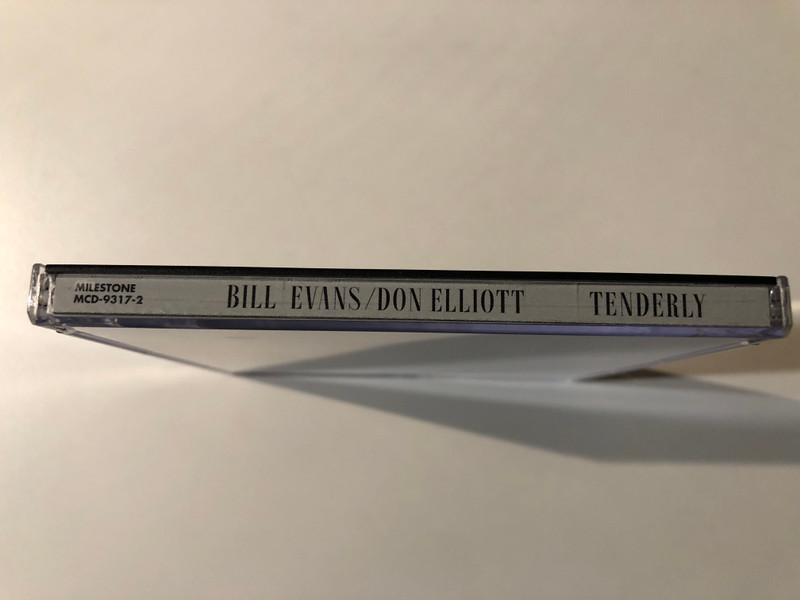 MILESTONE
MCD-9317-2
BILL EVANS/DON ELLIOTT
TENDERLY